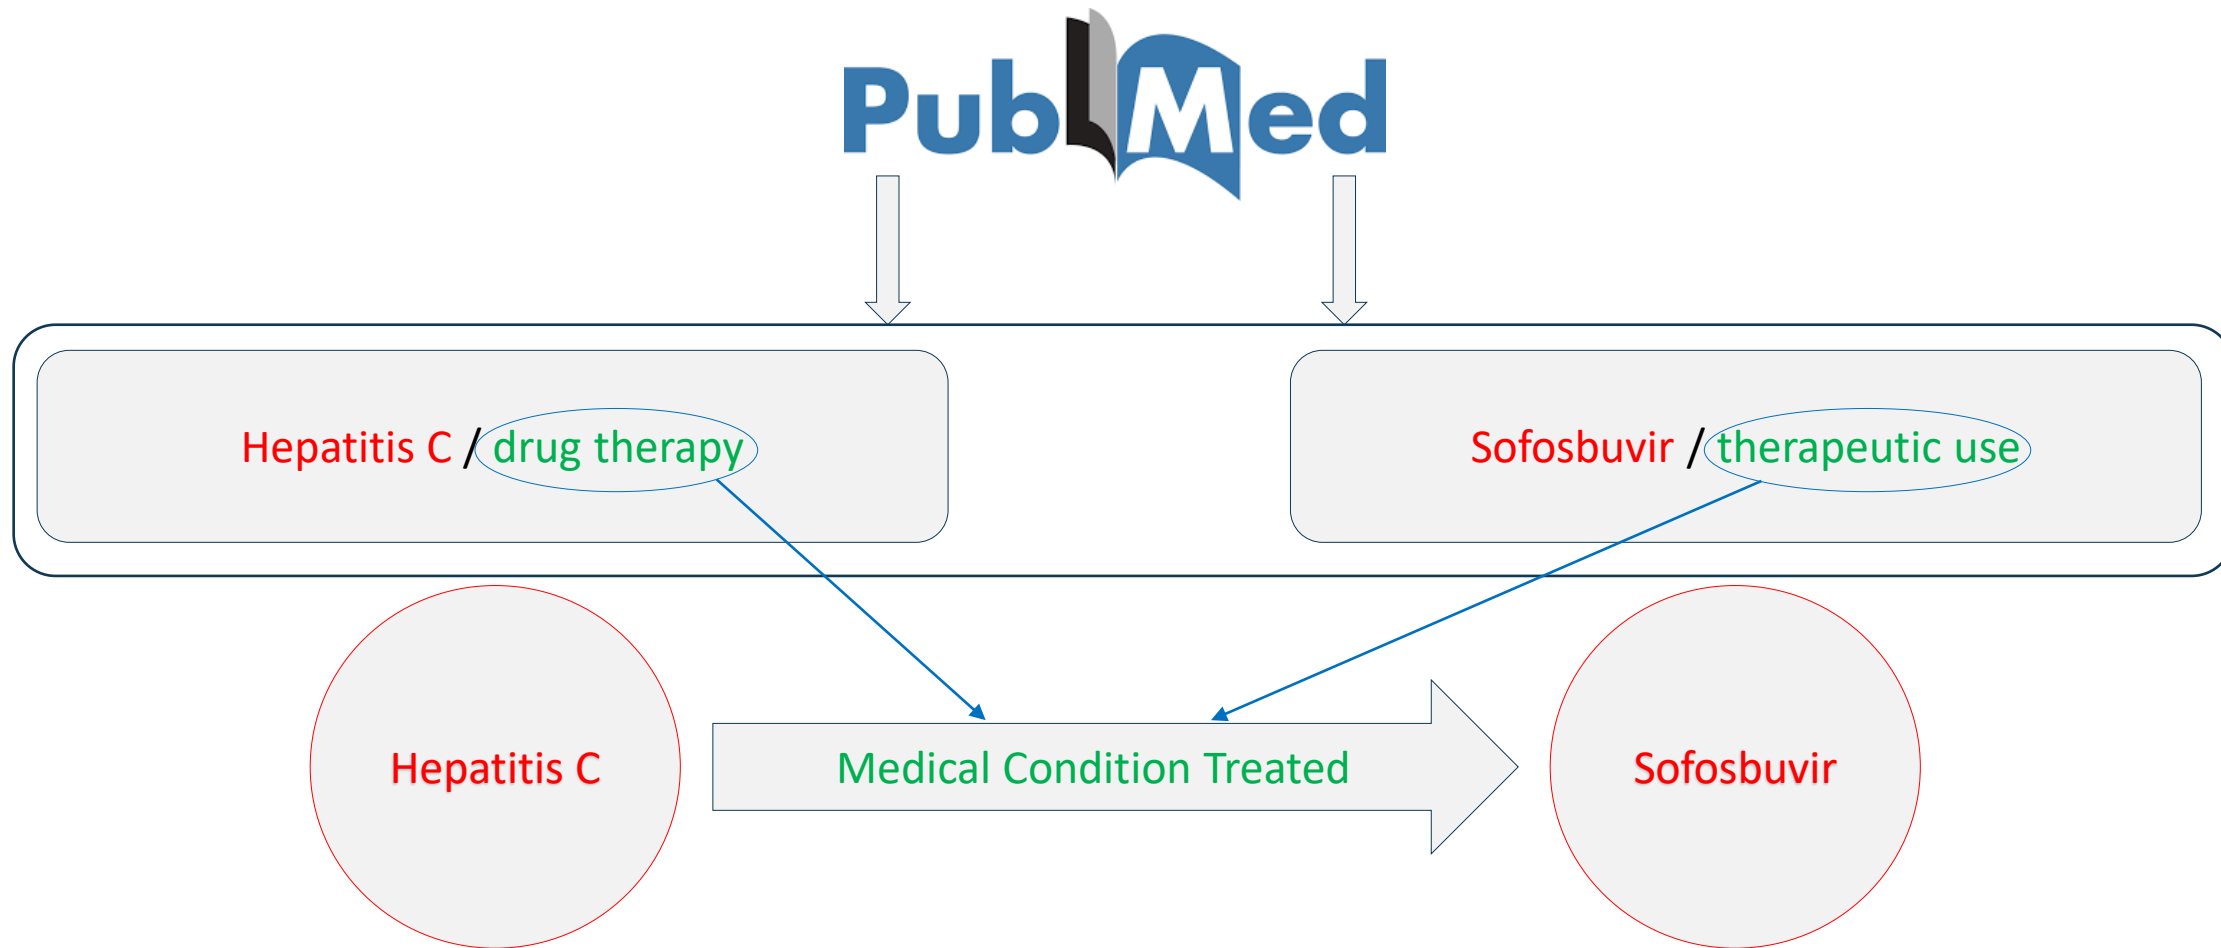 PubMed
Hepatitis C / drug therapy
Sofosbuvir / therapeutic use
Hepatitis C
Medical Condition Treated
Sofosbuvir